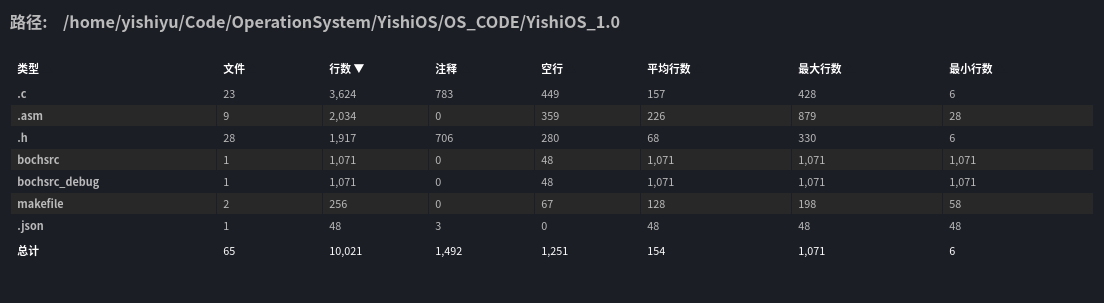 路径: /home/yishiyu/Code/OperationSystem/YishiOS/OS_CODE/YishiOS_1.0
类型 文件 行数▼ 注释 空行 平均行数 最大行数 最小行数
.c 23 3,624 783 449 157 428 6
.asm 9 2,034 0 359 226 879 28
.h 28 1,917 706 280 68 330 6
bochsrc 1 1,071 0 48 1,071 1,071 1,071
bochsrc_debug 1 1,071 0 48 1,071 1,071 1,071
makefile 2 256 0 67 128 198 58
.json 1 48 3 0 48 48 48
总计 65 10,021 1,492 1,251 154 1,071 6